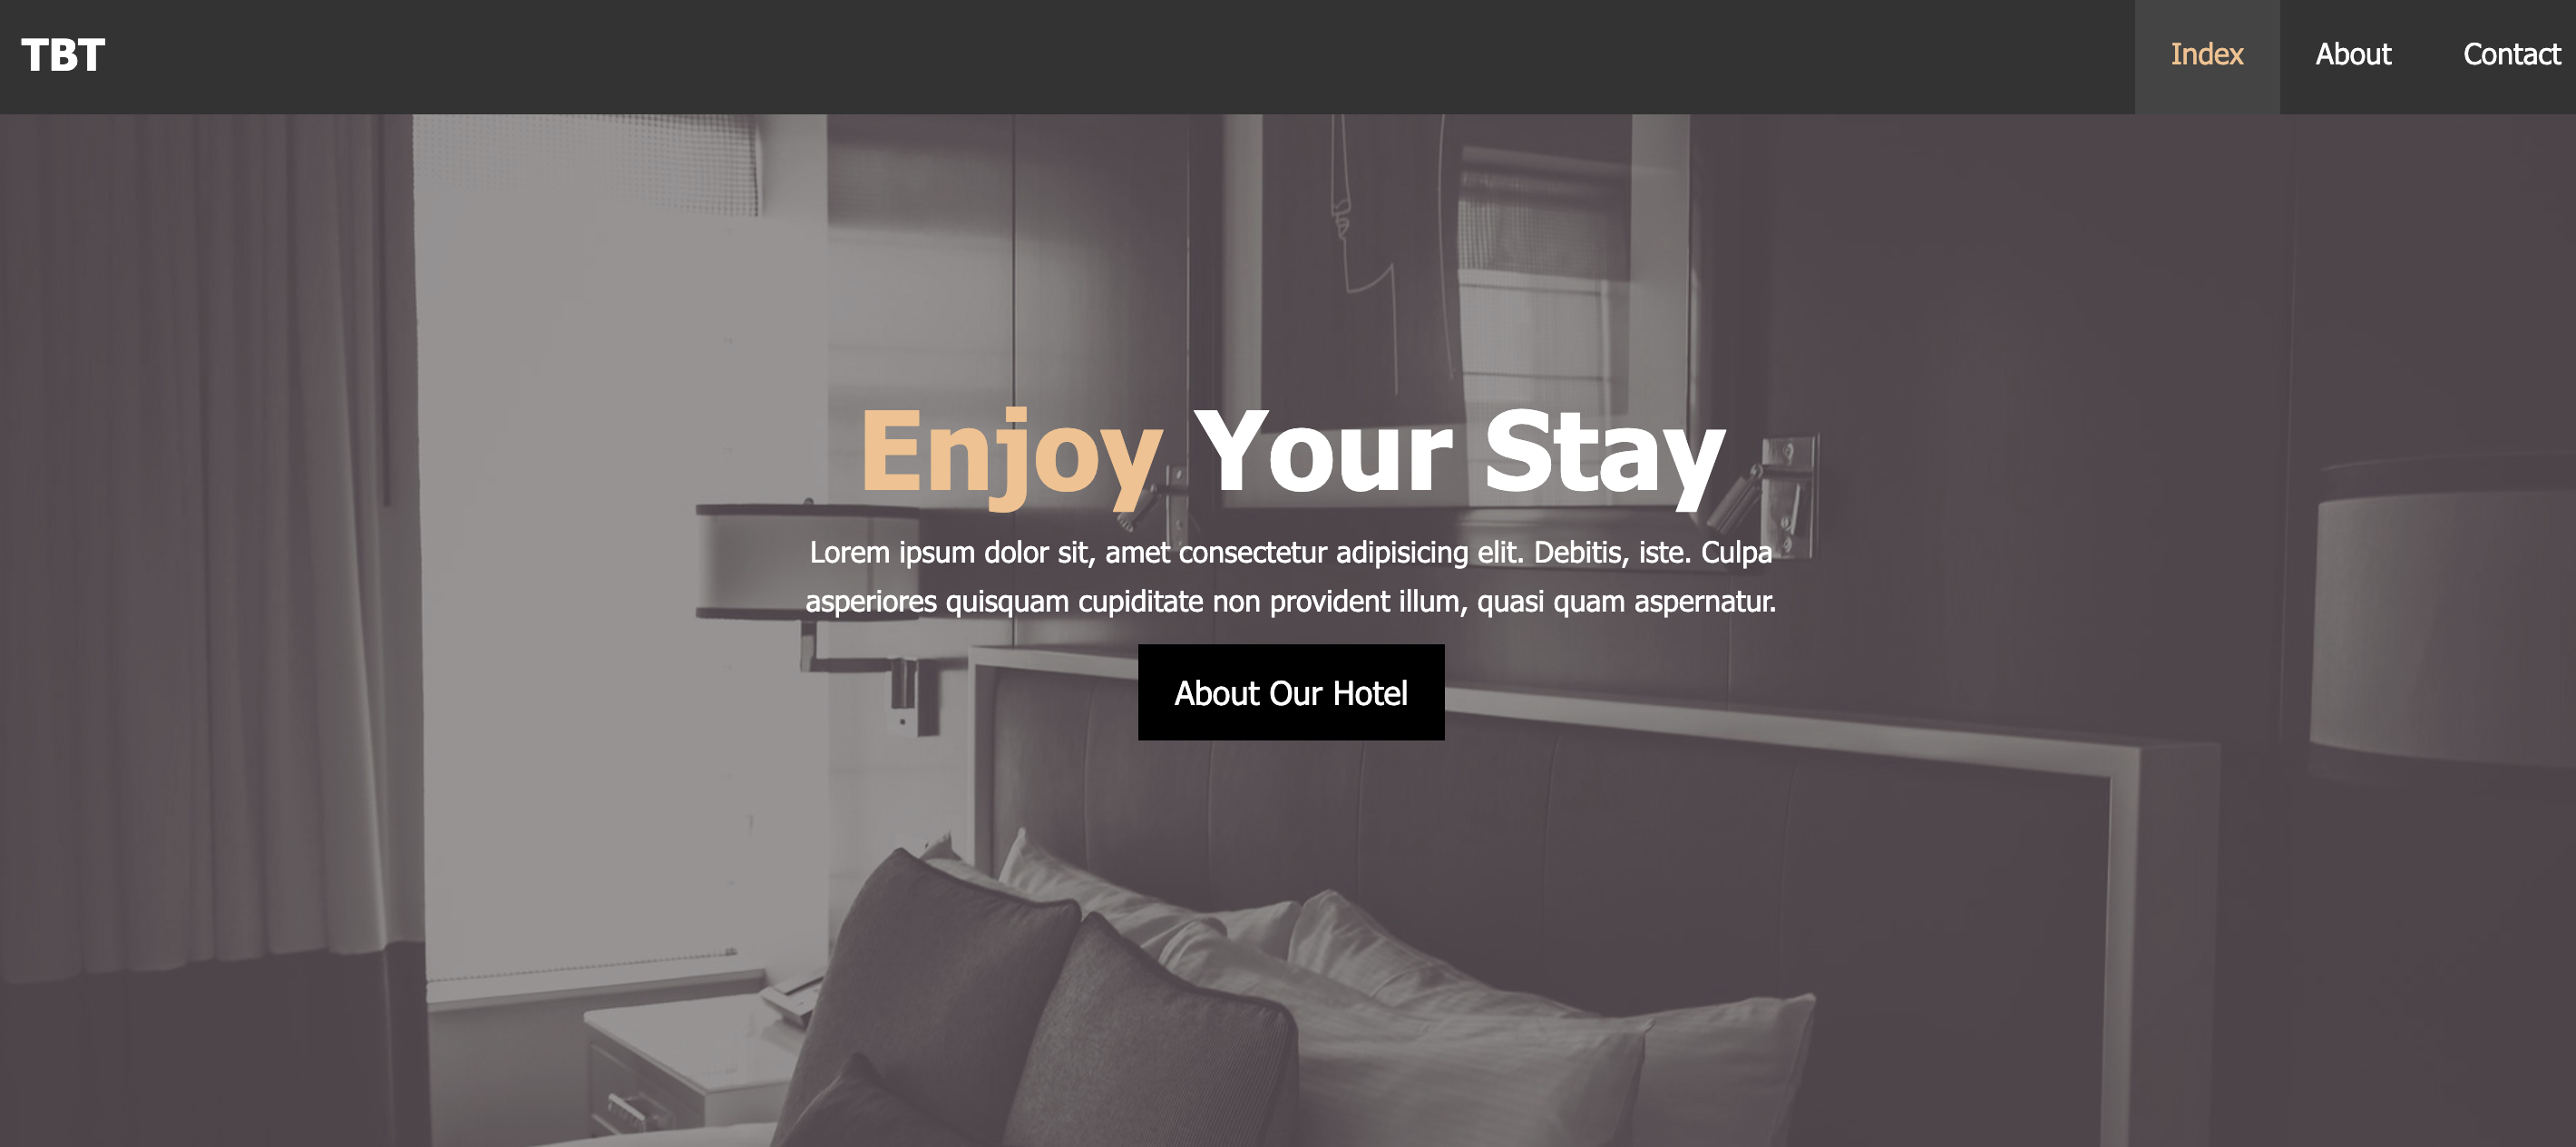 TBT
Index
About
Contact
Enjoy Your Stay
Lorem ipsum dolor sit, amet consectetur adipisicing elit. Debitis, iste. Culpa
asperiores quisquam cupiditate non provident illum, quasi quam aspernatur.
About Our Hotel